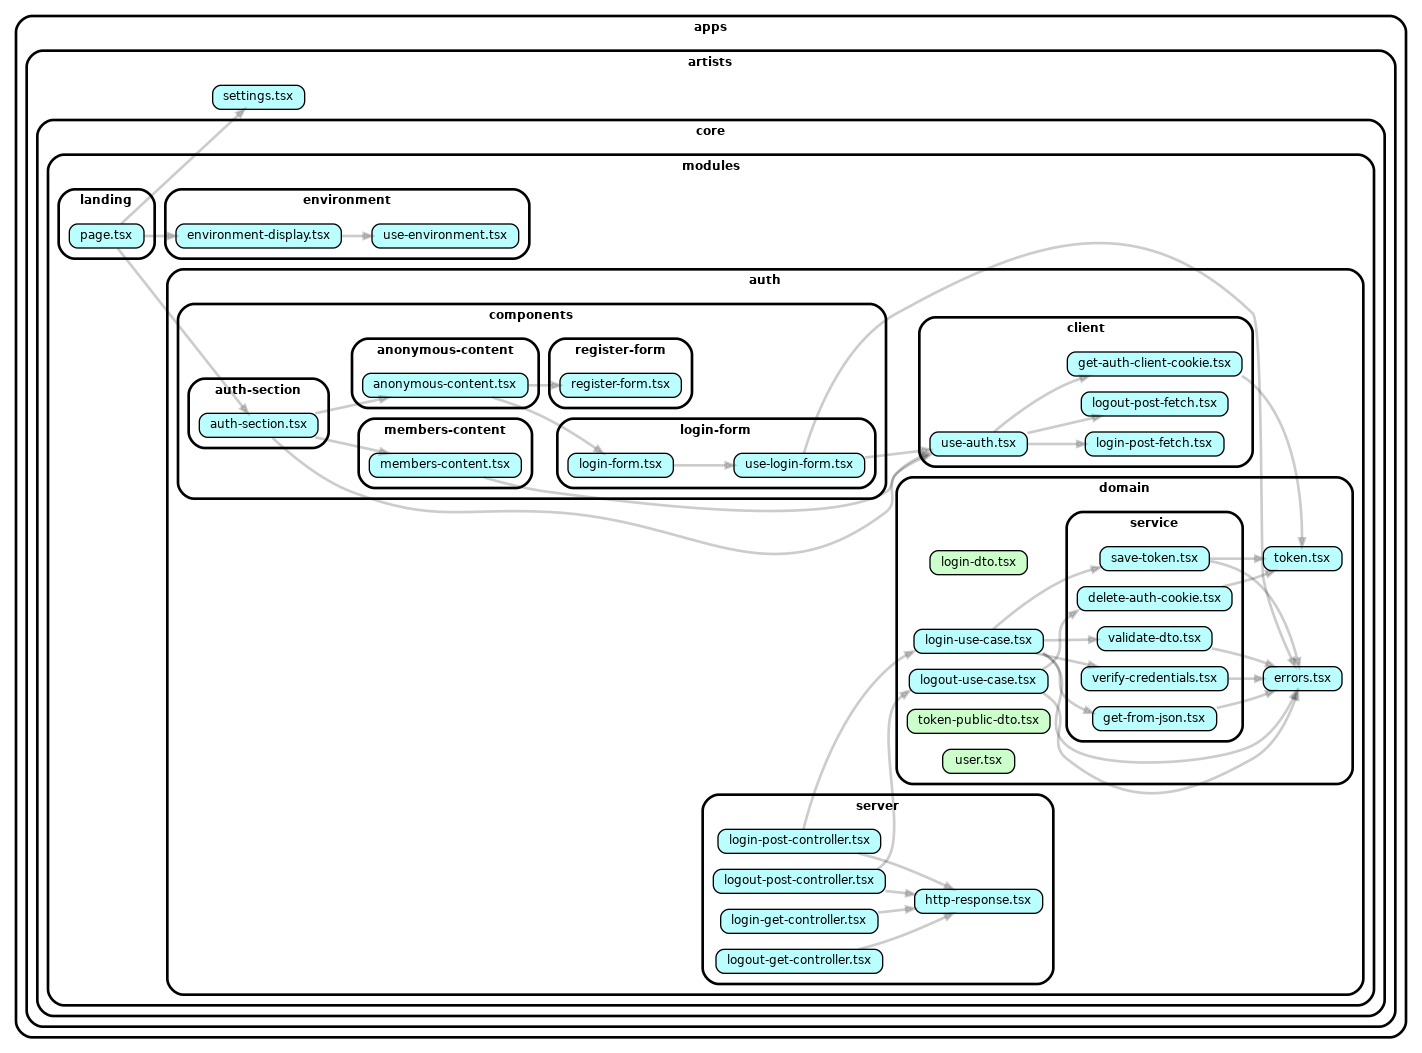 apps
artists
settings.tsx
core
modules
landing
page.tsx
environment
environment-display.tsx
use-environment.tsx
auth
components
auth-section
auth-section.tsx
anonymous-content
anonymous-content.tsx
register-form
register-form.tsx
members-content
members-content.tsx
login-form
login-form.tsx
use-login-form.tsx
client
get-auth-client-cookie.tsx
logout-post-fetch.tsx
use-auth.tsx
login-post-fetch.tsx
domain
service
login-dto.tsx
save-token.tsx
token.tsx
delete-auth-cookie.tsx
login-use-case.tsx
validate-dto.tsx
logout-use-case.tsx
verify-credentials.tsx
errors.tsx
token-public-dto.tsx
get-from-json.tsx
user.tsx
server
login-post-controller.tsx
logout-post-controller.tsx
http-response.tsx
login-get-controller.tsx
logout-get-controller.tsx